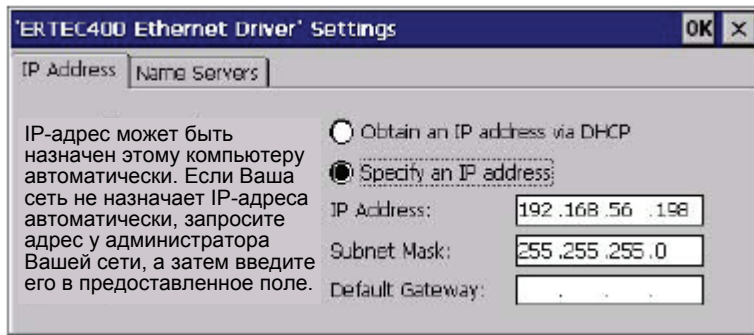 'ERTEC400 Ethernet Driver' Settings OK ×
IP Address Name Servers
IP-адрес может быть
назначен этому компьютеру
автоматически. Если Ваша
сеть не назначает IP-адреса
автоматически, запросите
адрес у администратора
Вашей сети, а затем введите
его в предоставленное поле.
Obtain an IP address via DHCP
Specify an IP address
IP Address: 192 .168 .56 .198
Subnet Mask: 255 .255 .255 .0
Default Gateway: . . .